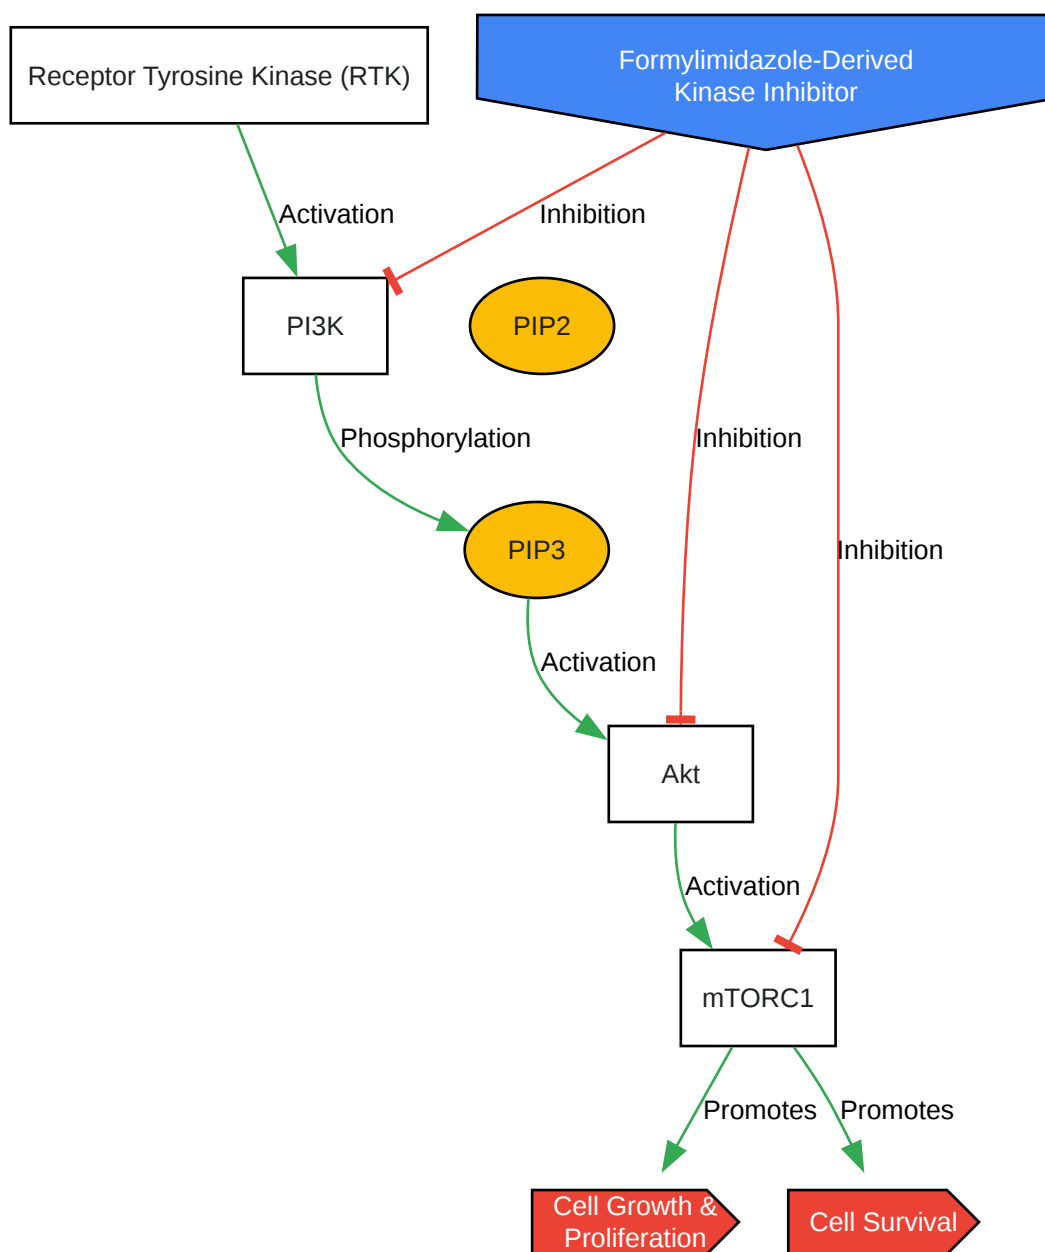 Receptor Tyrosine Kinase (RTK)
Formylimidazole-Derived
Kinase Inhibitor
Activation
Inhibition
PI3K
PIP2
Phosphorylation
Inhibition
PIP3
Inhibition
Activation
Akt
Activation
mTORC1
Promotes
Promotes
Cell Growth &
Proliferation
Cell Survival